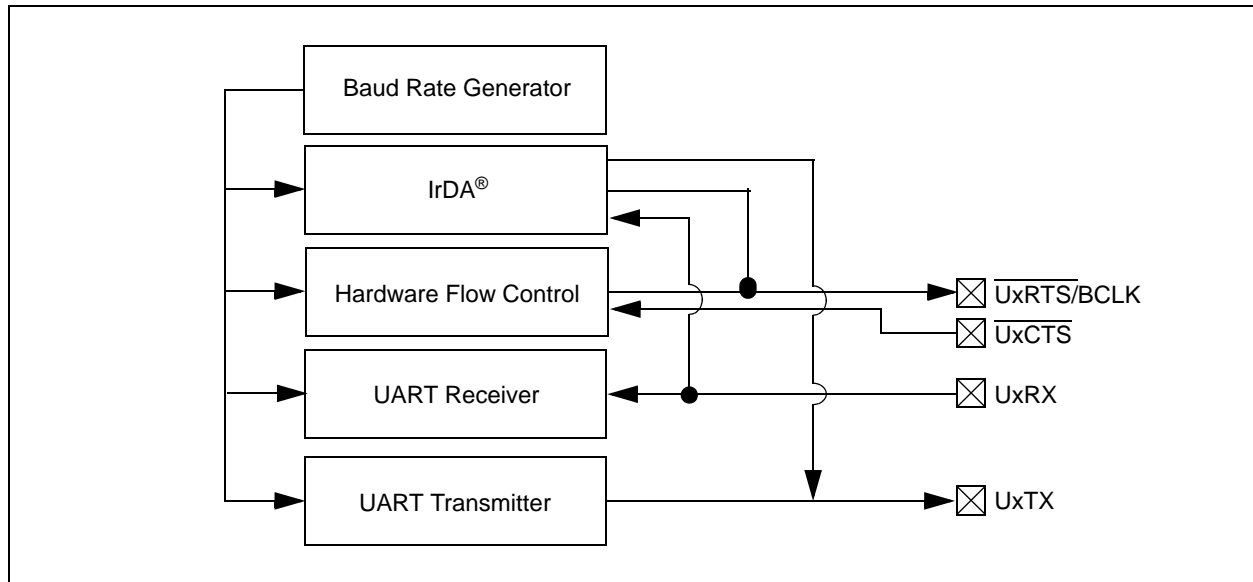 Baud Rate Generator
IrDA®
Hardware Flow Control
UxRTS/BCLK
UxCTS
UART Receiver
UxRX
UART Transmitter
UxTX